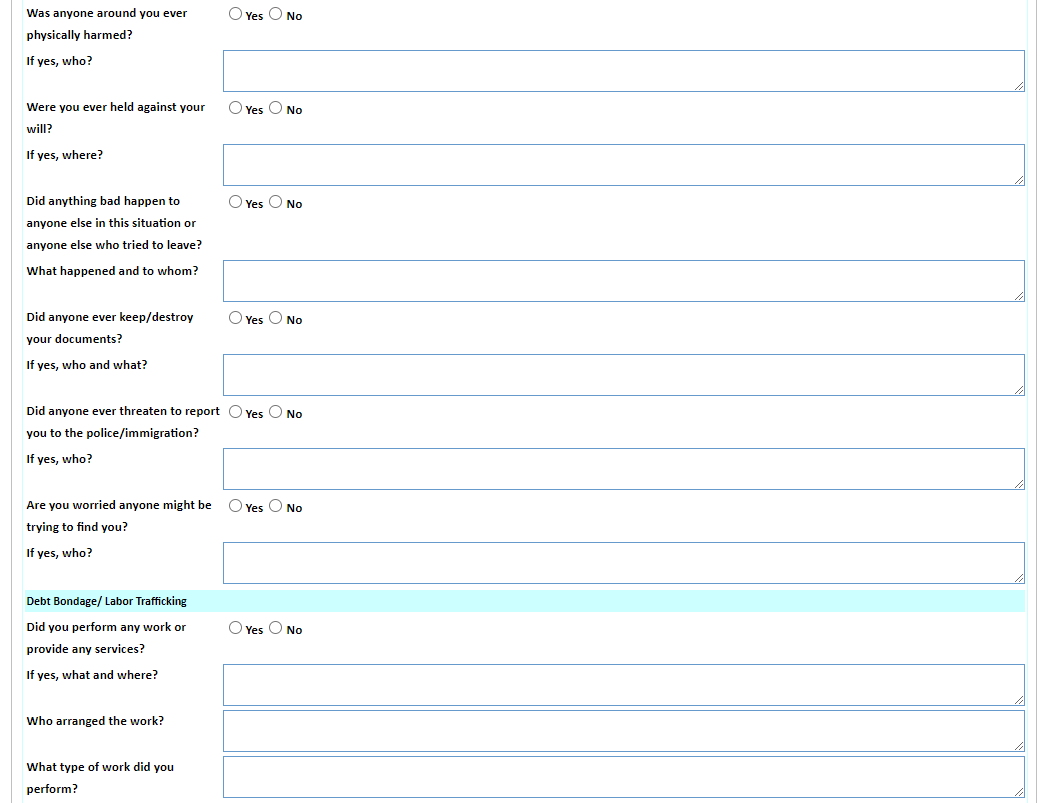 Was anyone around you ever
physically harmed?
Yes No
If yes, who?
Were you ever held against your
will?
Yes No
If yes, where?
Did anything bad happen to
anyone else in this situation or
anyone else who tried to leave?
Yes No
What happened and to whom?
Did anyone ever keep/destroy
your documents?
Yes No
If yes, who and what?
Did anyone ever threaten to report
you to the police/immigration?
Yes No
If yes, who?
Are you worried anyone might be
trying to find you?
Yes No
If yes, who?
Debt Bondage/ Labor Trafficking
Did you perform any work or
provide any services?
Yes No
If yes, what and where?
Who arranged the work?
What type of work did you
perform?